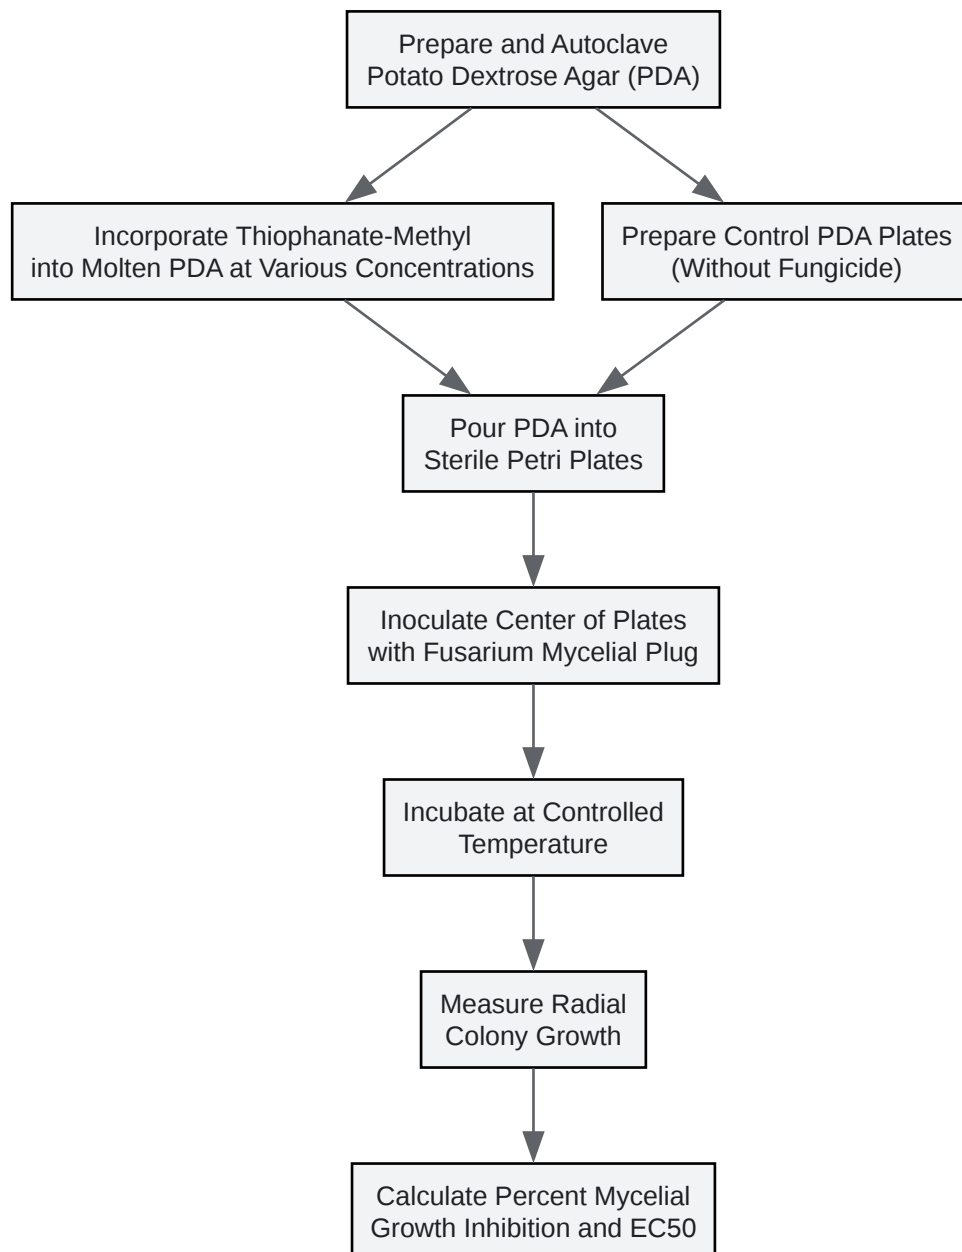 Prepare and Autoclave
Potato Dextrose Agar (PDA)
Incorporate Thiophanate-Methyl
into Molten PDA at Various Concentrations
Prepare Control PDA Plates
(Without Fungicide)
Pour PDA into
Sterile Petri Plates
Inoculate Center of Plates
with Fusarium Mycelial Plug
Incubate at Controlled
Temperature
Measure Radial
Colony Growth
Calculate Percent Mycelial
Growth Inhibition and EC50